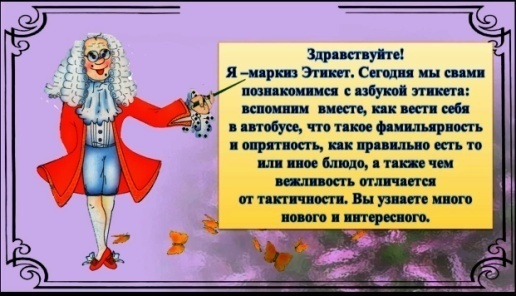 Здравствуйте!
Я –маркиз Этикет. Сегодня мы свами
познакомимся с азбукой этикета:
вспомним вместе, как вести себя
в автобусе, что такое фамильярность
и опрятность, как правильно есть то
или иное блюдо, а также чем
вежливость отличается
от тактичности. Вы узнаете много
нового и интересного.